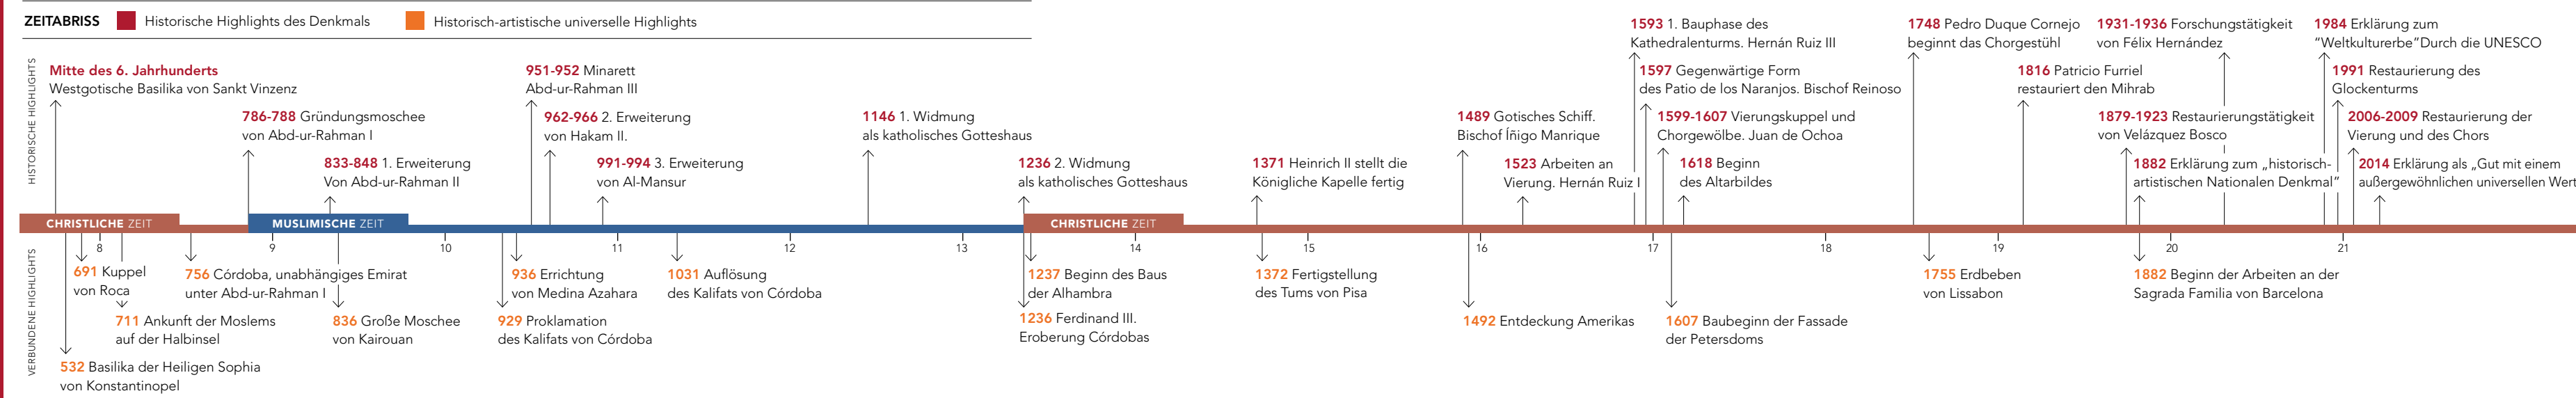 ZEITABRISS
Historische Highlights des Denkmals
Historisch-artistische universelle Highlights
HISTORISCHE HIGHLIGHTS
Mitte des 6. Jahrhunderts
Westgotische Basilika von Sankt Vinzenz
786-788 Gründungsmoschee
von Abd-ur-Rahman I
833-848 1. Erweiterung
Von Abd-ur-Rahman II
951-952 Minarett
Abd-ur-Rahman III
962-966 2. Erweiterung
von Hakam II.
991-994 3. Erweiterung
von Al-Mansur
1146 1. Widmung
als katholisches Gotteshaus
1236 2. Widmung
als katholisches Gotteshaus
1371 Heinrich II stellt die
Königliche Kapelle fertig
1489 Gotisches Schiff.
Bischof Íñigo Manrique
1523 Arbeiten an
Vierung. Hernán Ruiz I
1593 1. Bauphase des
Kathedralenturms. Hernán Ruiz III
1597 Gegenwärtige Form
des Patio de los Naranjos. Bischof Reinoso
1599-1607 Vierungskuppel und
Chorgewölbe. Juan de Ochoa
1618 Beginn
des Altarbildes
1748 Pedro Duque Cornejo
beginnt das Chorgestühl
1816 Patricio Furriel
restauriert den Mihrab
1931-1936 Forschungstätigkeit
von Félix Hernández
1879-1923 Restaurierungstätigkeit
von Velázquez Bosco
1882 Erklärung zum „historisch-
artistischen Nationalen Denkmal”
1984 Erklärung zum
“Weltkulturerbe”Durch die UNESCO
1991 Restaurierung des
Glockenturms
2006-2009 Restaurierung der
Vierung und des Chors
2014 Erklärung als „Gut mit einem
außergewöhnlichen universellen Wert
CHRISTLICHE ZEIT
MUSLIMISCHE ZEIT
CHRISTLICHE ZEIT
8 9 10 11 12 13 14 15 16 17 18 19 20 21
VERBUNDENE HIGHLIGHTS
691 Kuppel
von Roca
711 Ankunft der Moslems
auf der Halbinsel
532 Basilika der Heiligen Sophia
von Konstantinopel
756 Córdoba, unabhängiges Emirat
unter Abd-ur-Rahman I
836 Große Moschee
von Kairouan
936 Errichtung
von Medina Azahara
929 Proklamation
des Kalifats von Córdoba
1031 Auflösung
des Kalifats von Córdoba
1237 Beginn des Baus
der Alhambra
1236 Ferdinand III.
Eroberung Córdobas
1372 Fertigstellung
des Tums von Pisa
1492 Entdeckung Amerikas
1607 Baubeginn der Fassade
der Petersdoms
1755 Erdbeben
von Lissabon
1882 Beginn der Arbeiten an der
Sagrada Familia von Barcelona